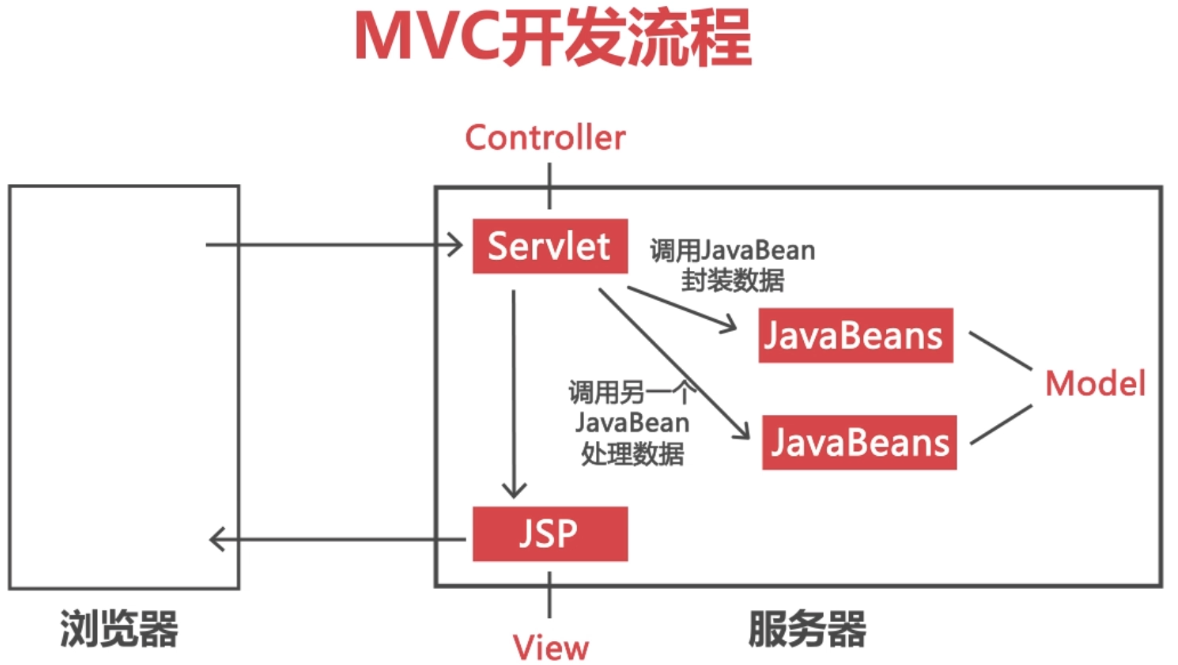 MVC开发流程
Controller
Servlet
调用JavaBean
封装数据
JavaBeans
Model
调用另一个
JavaBean
处理数据
JavaBeans
JSP
View
浏览器
服务器